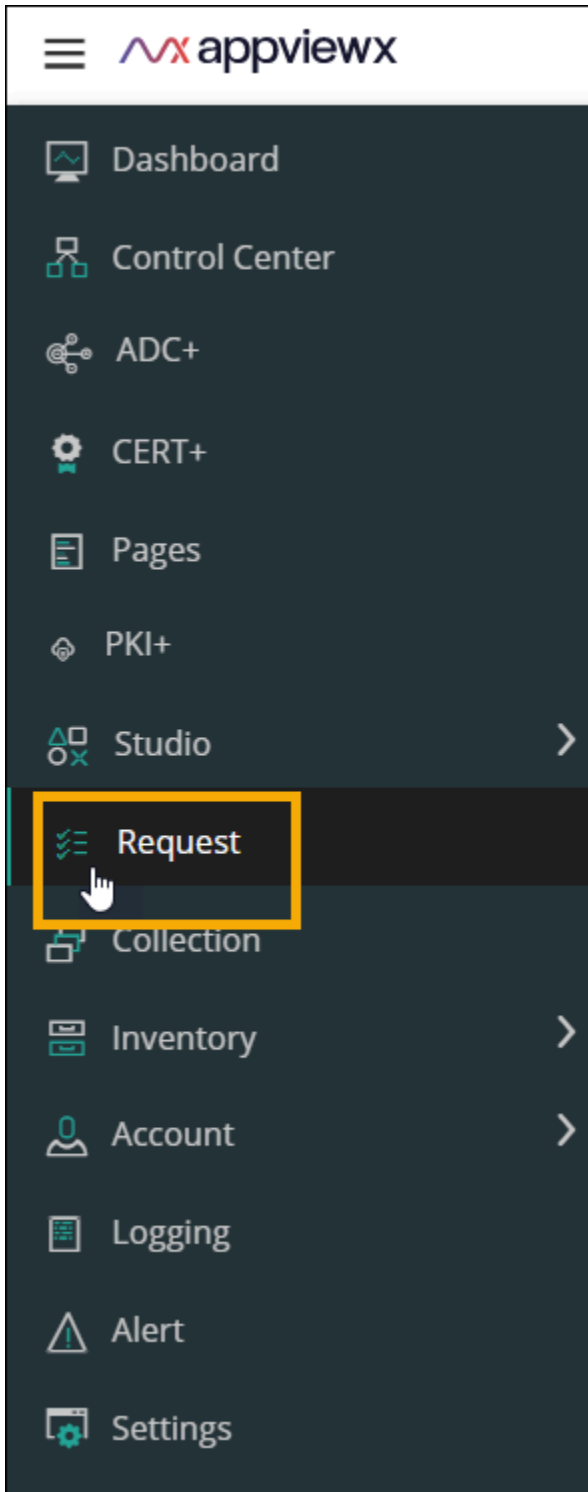 appviewx
Dashboard
Control Center
ADC+
CERT+
Pages
PKI+
Studio
Request
Collection
Inventory
Account
Logging
Alert
Settings